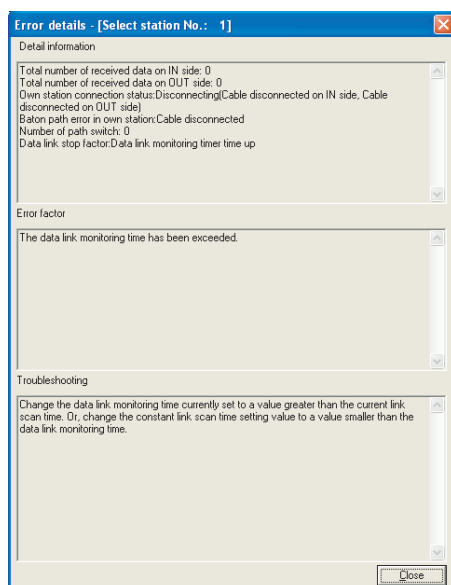 Error details - [Select station No.: 1]
Detail information
Total number of received data on IN side: 0
Total number of received data on OUT side: 0
Own station connection status:Disconnecting(Cable disconnected on IN side, Cable
disconnected on OUT side)
Baton path error in own station:Cable disconnected
Number of path switch: 0
Data link stop factor:Data link monitoring timer time up
Error factor
The data link monitoring time has been exceeded.
Troubleshooting
Change the data link monitoring time currently set to a value greater than the current link
scan time. Or, change the constant link scan time setting value to a value smaller than the
data link monitoring time.
Close